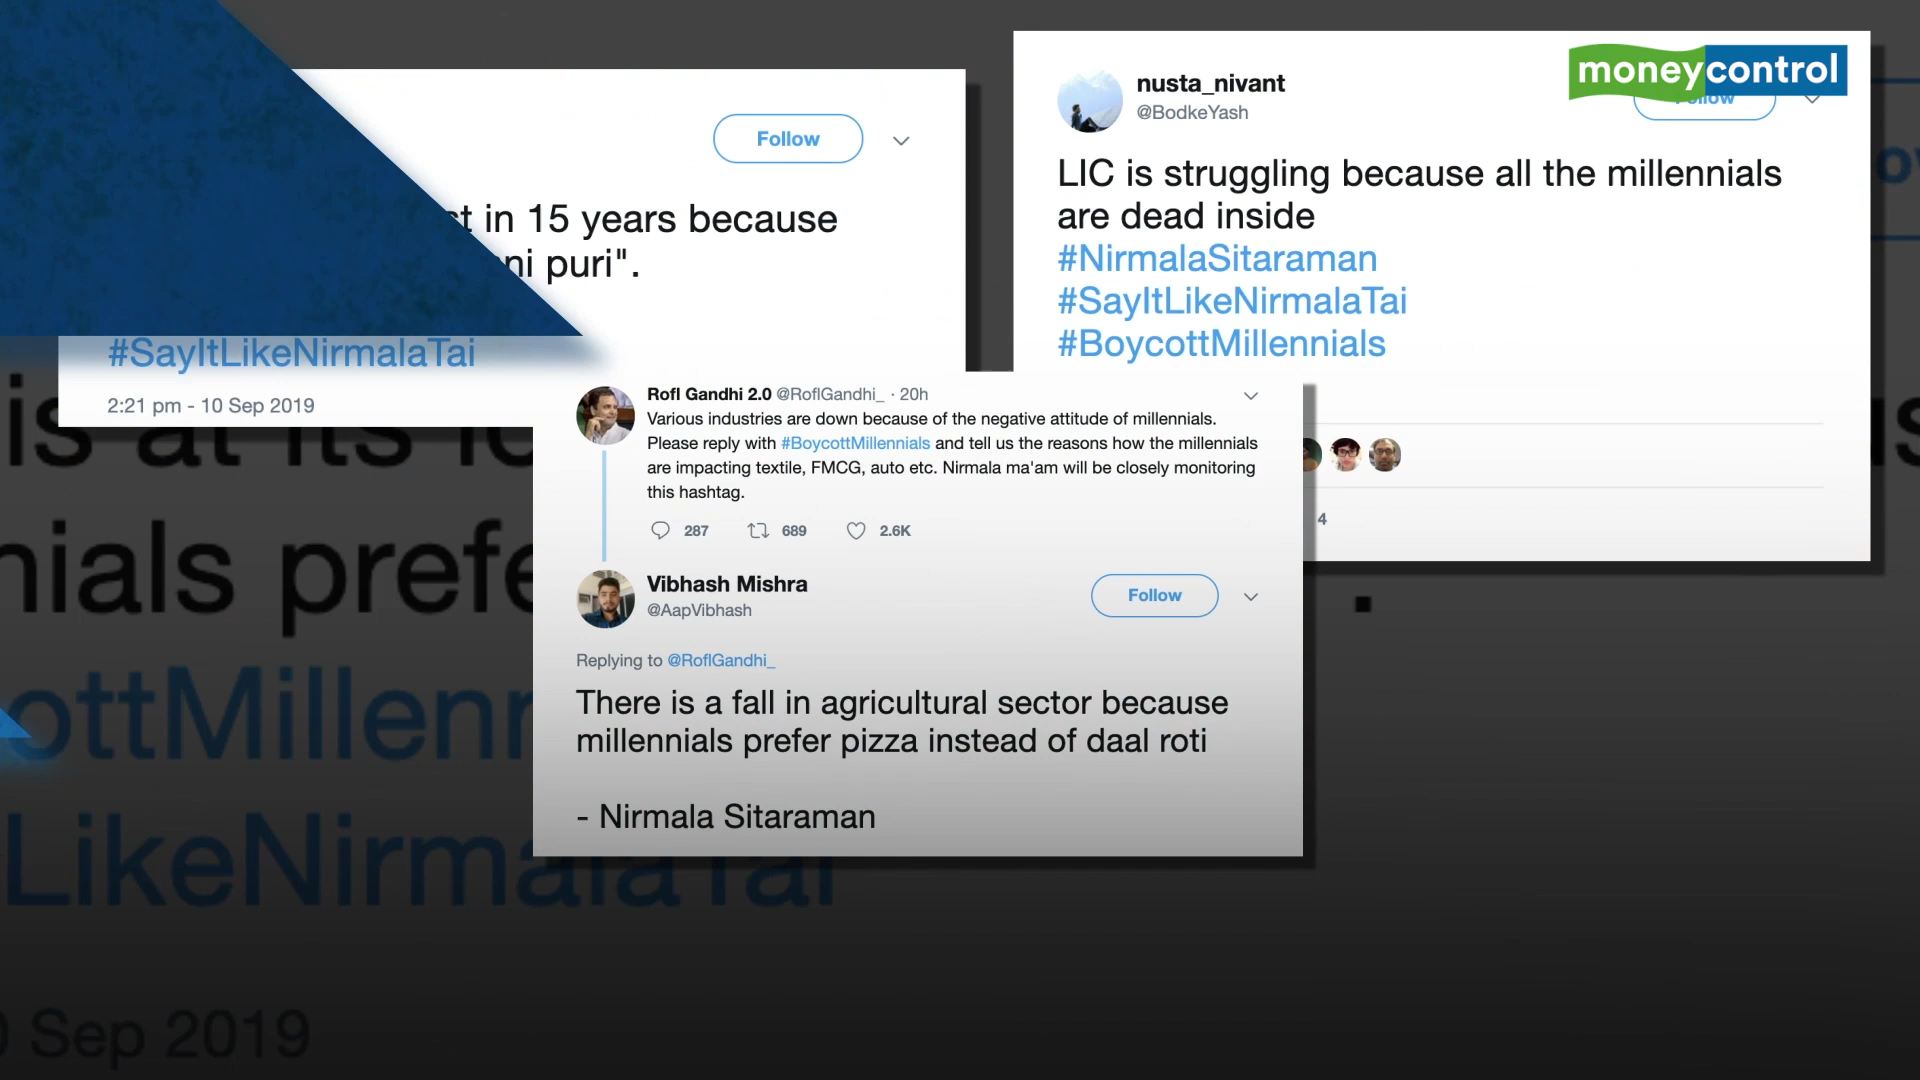 moneycontrol
Follow
in 15 years because
puri".
#SayItLikeNirmalaTai
2:21 pm - 10 Sep 2019
nusta_nivant
@BodkeYash
Follow
LIC is struggling because all the millennials
are dead inside
#NirmalaSitaraman
#SayItLikeNirmalaTai
#BoycottMillennials
4
Rofl Gandhi 2.0 @RoflGandhi_ · 20h
Various industries are down because of the negative attitude of millennials.
Please reply with #BoycottMillennials and tell us the reasons how the millennials
are impacting textile, FMCG, auto etc. Nirmala ma'am will be closely monitoring
this hashtag.
287 689 2.6K
Vibhash Mishra
@AapVibhash
Follow
Replying to @RoflGandhi_
There is a fall in agricultural sector because
millennials prefer pizza instead of daal roti
- Nirmala Sitaraman
is at its
LikeNirmalaTai
Sep 2019